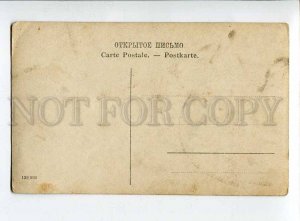 ОТКРЫТОЕ ПИСЬМО
Carte Postale. — Postkarte.
NOT FOR COPY